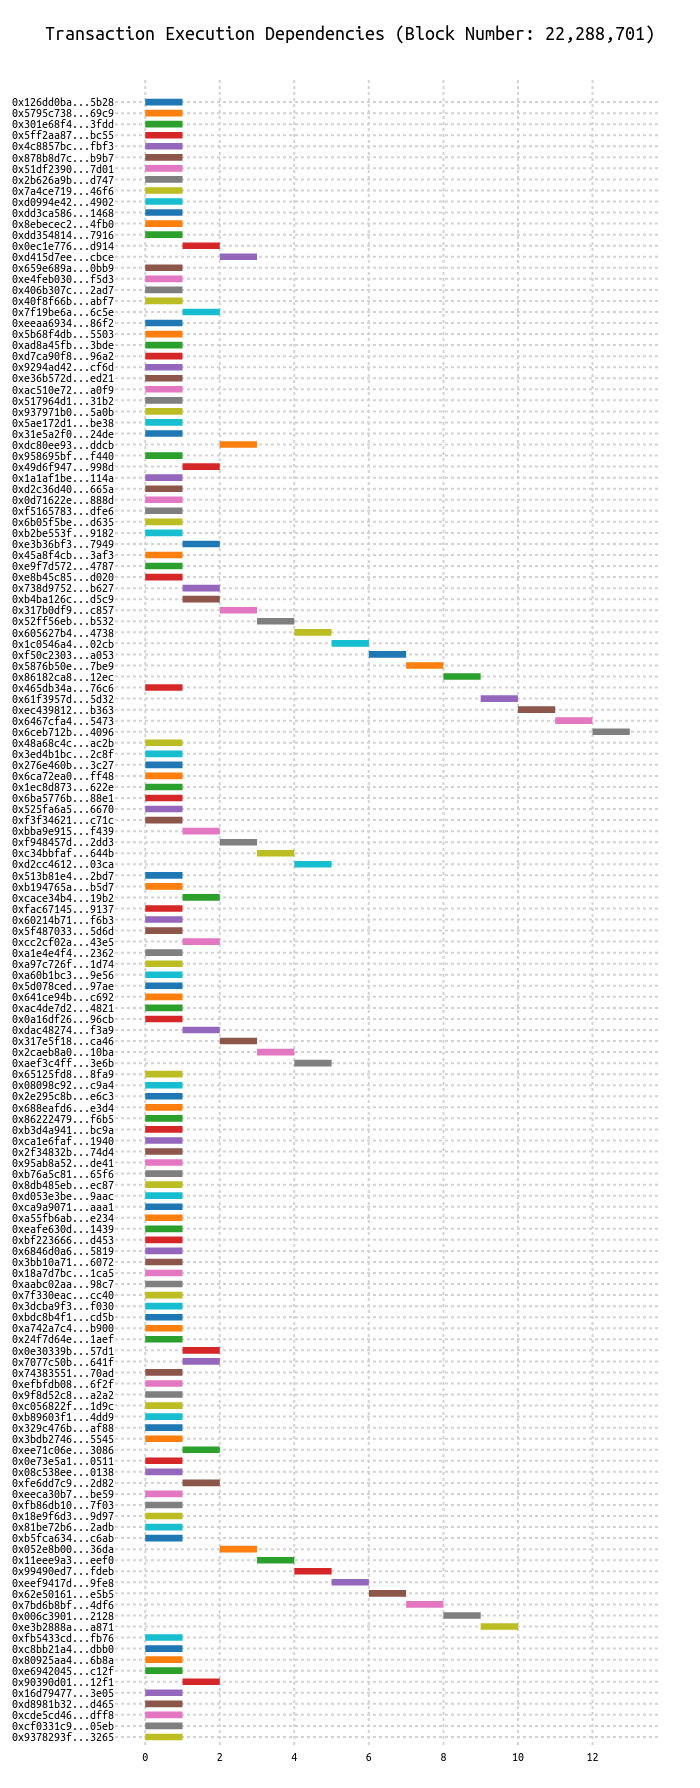 Transaction Execution Dependencies (Block Number: 22,288,701)
0x126dd0ba...5b28
0x5795c738...69c9
0x301e68f4...3fdd
0x5ff2aa87...bc55
0x4c8857bc...fbf3
0x878b8d7c...b9b7
0x51df2390...7d01
0x2b626a9b...d747
0x7a4ce719...46f6
0xd0994e42...4902
0xdd3ca586...1468
0x8ebecec2...4fb0
0xdd354814...7916
0x0ec1e776...d914
0xd415d7ee...cbce
0x659e689a...0bb9
0xe4feb030...f5d3
0x406b307c...2ad7
0x40f8f66b...abf7
0x7f19be6a...6c5e
0xeeaa6934...86f2
0x5b68f4db...5503
0xad8a45fb...3bde
0xd7ca90f8...96a2
0x9294ad42...cf6d
0xe36b572d...ed21
0xac510e72...a0f9
0x517964d1...31b2
0x937971b0...5a0b
0x5ae172d1...be38
0x31e5a2f0...24de
0xdc80ee93...ddcb
0x958695bf...f440
0x49d6f947...998d
0x1a1af1be...114a
0xd2c36d40...665a
0x0d71622e...888d
0xf5165783...dfe6
0x6b05f5be...d635
0xb2be553f...9182
0xe3b36bf3...7949
0x45a8f4cb...3af3
0xe9f7d572...4787
0xe8b45c85...d020
0x738d9752...b627
0xb4ba126c...d5c9
0x317b0df9...c857
0x52ff56eb...b532
0x605627b4...4738
0x1c0546a4...02cb
0xf50c2303...a053
0x5876b50e...7be9
0x86182ca8...12ec
0x465db34a...76c6
0x61f3957d...5d32
0xec439812...b363
0x6467cfa4...5473
0x6ceb712b...4096
0x48a68c4c...ac2b
0x3ed4b1bc...2c8f
0x276e460b...3c27
0x6ca72ea0...ff48
0x1ec8d873...622e
0x6ba5776b...88e1
0x525fa6a5...6670
0xf3f34621...c71c
0xbba9e915...f439
0xf948457d...2dd3
0xc34bbfaf...644b
0xd2cc4612...03ca
0x513b81e4...2bd7
0xb194765a...b5d7
0xcace34b4...19b2
0xfac67145...9137
0x60214b71...f6b3
0x5f487033...5d6d
0xcc2cf02a...43e5
0xa1e4e4f4...2362
0xa97c726f...1d74
0xa60b1bc3...9e56
0x5d078ced...97ae
0x641ce94b...c692
0xac4de7d2...4821
0x0a16df26...96cb
0xdac48274...f3a9
0x317e5f18...ca46
0x2caeb8a0...10ba
0xaef3c4ff...3e6b
0x65125fd8...8fa9
0x08098c92...c9a4
0x2e295c8b...e6c3
0x688eafd6...e3d4
0x86222479...f6b5
0xb3d4a941...bc9a
0xca1e6faf...1940
0x2f34832b...74d4
0x95ab8a52...de41
0xb76a5c81...65f6
0x8db485eb...ec87
0xd053e3be...9aac
0xca9a9071...aaa1
0xa55fb6ab...e234
0xeafe630d...1439
0xbf223666...d453
0x6846d0a6...5819
0x3bb10a71...6072
0x18a7d7bc...1ca5
0xaabc02aa...98c7
0x7f330eac...cc40
0x3dcba9f3...f030
0xbdc8b4f1...cd5b
0xa742a7c4...b900
0x24f7d64e...1aef
0x0e30339b...57d1
0x7077c50b...641f
0x74383551...70ad
0xefbfdb08...6f2f
0x9f8d52c8...a2a2
0xc056822f...1d9c
0xb89603f1...4dd9
0x329c476b...af88
0x3bdb2746...5545
0xee71c06e...3086
0x0e73e5a1...0511
0x08c538ee...0138
0xfe6dd7c9...2d82
0xeeca30b7...be59
0xfb86db10...7f03
0x18e9f6d3...9d97
0x81be72b6...2adb
0xb5fca634...c6ab
0x052e8b00...36da
0x11eee9a3...eef0
0x99490ed7...fdeb
0xeef9417d...9fe8
0x62e50161...e5b5
0x7bd6b8bf...4df6
0x006c3901...2128
0xe3b2888a...a871
0xfb5433cd...fb76
0xc8bb21a4...dbb0
0x80925aa4...6b8a
0xe6942045...c12f
0x90390d01...12f1
0x16d79477...3e05
0xd8981b32...d465
0xcde5cd46...dff8
0xcf0331c9...05eb
0x9378293f...3265
0 2 4 6 8 10 12